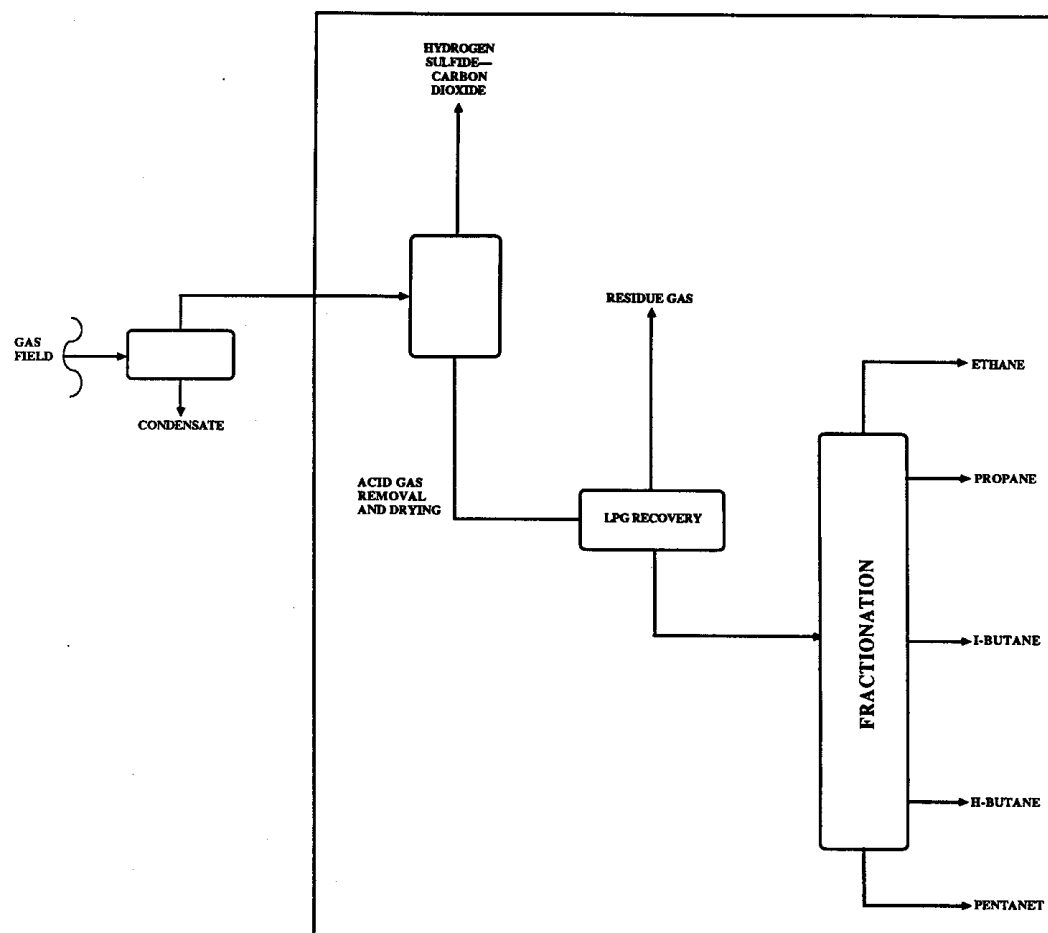 HYDROGEN
SULFIDE—
CARBON
DIOXIDE
RESIDUE GAS
GAS
FIELD
ETHANE
CONDENSATE
PROPANE
ACID GAS
REMOVAL
AND DRYING
LPG RECOVERY
FRACTIONATION
I-BUTANE
H-BUTANE
PENTANET